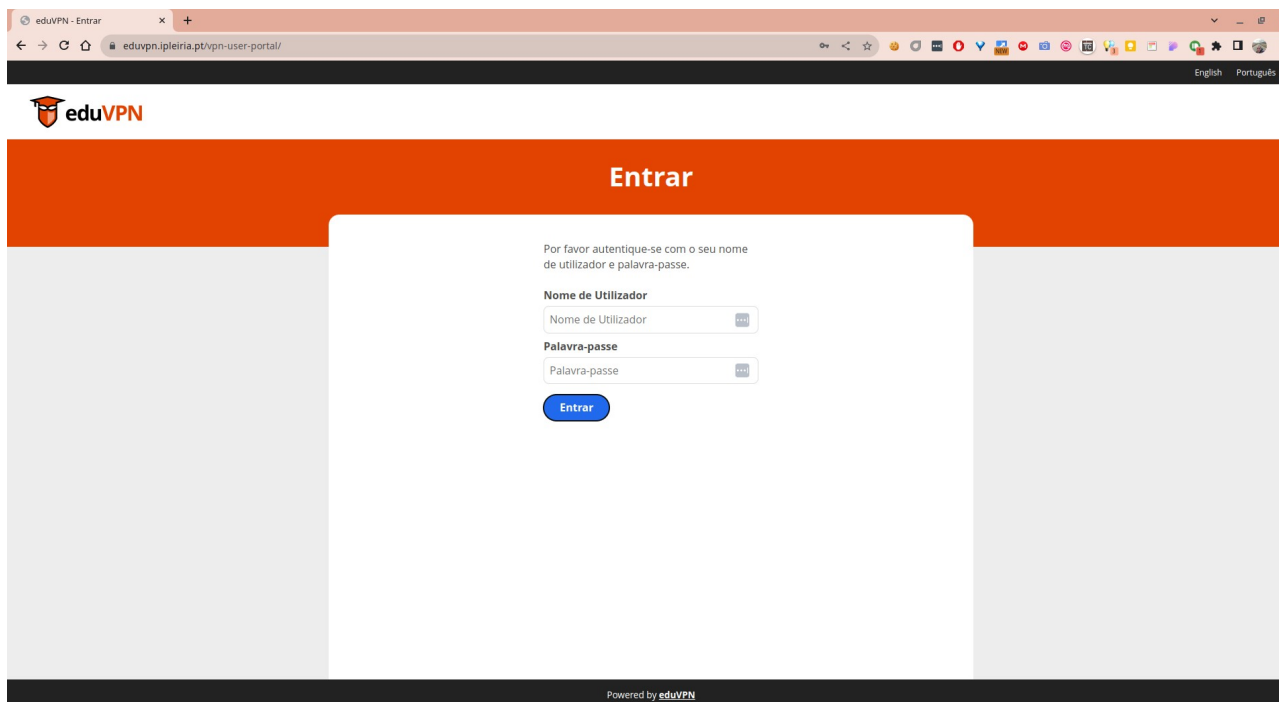 eduVPN - Entrar
eduvpn.ipleiria.pt/vpn-user-portal/
English Português
eduVPN
Entrar
Por favor autentique-se com o seu nome
de utilizador e palavra-passe.
Nome de Utilizador
Nome de Utilizador
Palavra-passe
Palavra-passe
Entrar
Powered by eduVPN